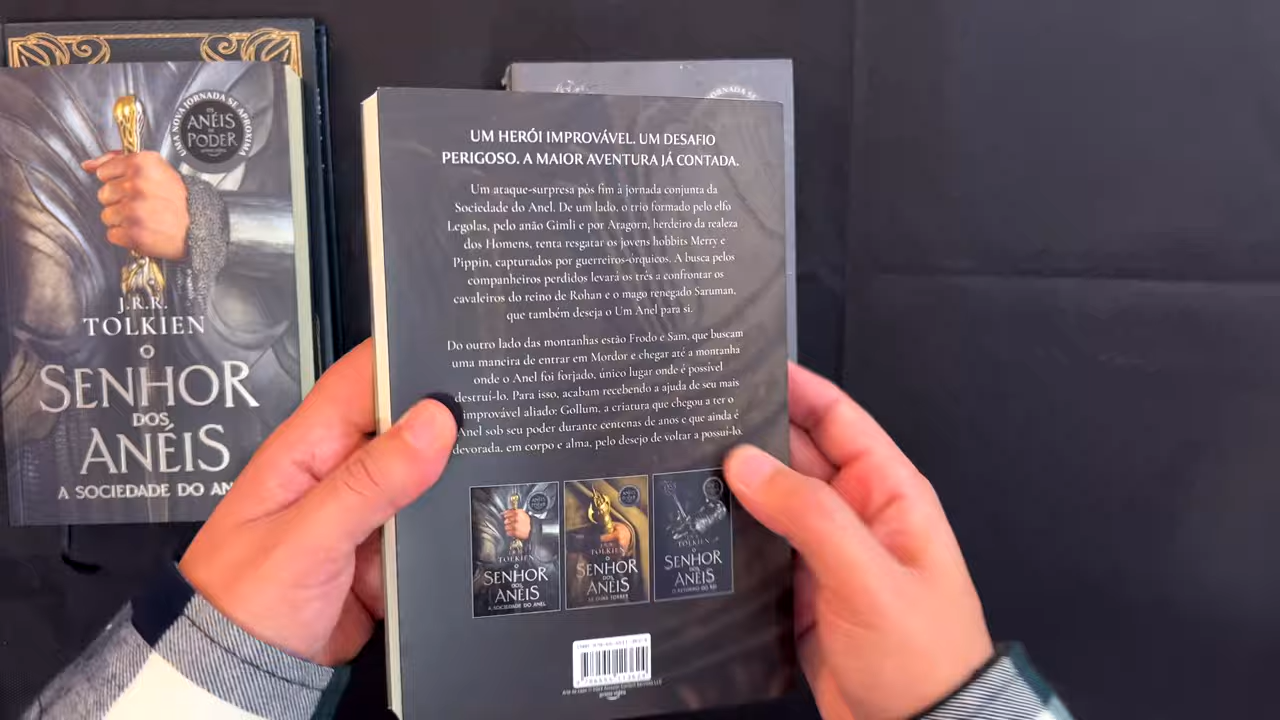 UMA NOVA JORNADA SE APROXIMA
OS
ANÉIS
DE
PODER
J.R.R.
TOLKIEN
O
SENHOR
DOS
ANÉIS
A SOCIEDADE DO AN
JORNADA SE
UM HERÓI IMPROVÁVEL. UM DESAFIO
PERIGOSO. A MAIOR AVENTURA JÁ CONTADA.
Um ataque-surpresa pôs fim à jornada conjunta da
Sociedade do Anel. De um lado, o trio formado pelo elfo
Legolas, pelo anão Gimli e por Aragorn, herdeiro da realeza
dos Homens, tenta resgatar os jovens hobbits Merry e
Pippin, capturados por guerreiros-órquicos. A busca pelos
companheiros perdidos levará os três a confrontar os
cavaleiros do reino de Rohan e o mago renegado Saruman,
que também deseja o Um Anel para si.
Do outro lado das montanhas estão Frodo e Sam, que buscam
uma maneira de entrar em Mordor e chegar até a montanha
onde o Anel foi forjado, único lugar onde é possível
destruí-lo. Para isso, acabam recebendo a ajuda de seu mais
improvável aliado: Gollum, a criatura que chegou a ter o
Anel sob seu poder durante centenas de anos e que ainda é
devorada, em corpo e alma, pelo desejo de voltar a possuí-lo.
ANÉIS
PODER
TOLKIEN
O
SENHOR
DOS
ANÉIS
A SOCIEDADE DO ANEL
ANÉIS
PODER
TOLKIEN
O
SENHOR
DOS
ANÉIS
AS DUAS TORRES
TOLKIEN
O
SENHOR
DOS
ANÉIS
O RETORNO DO REI